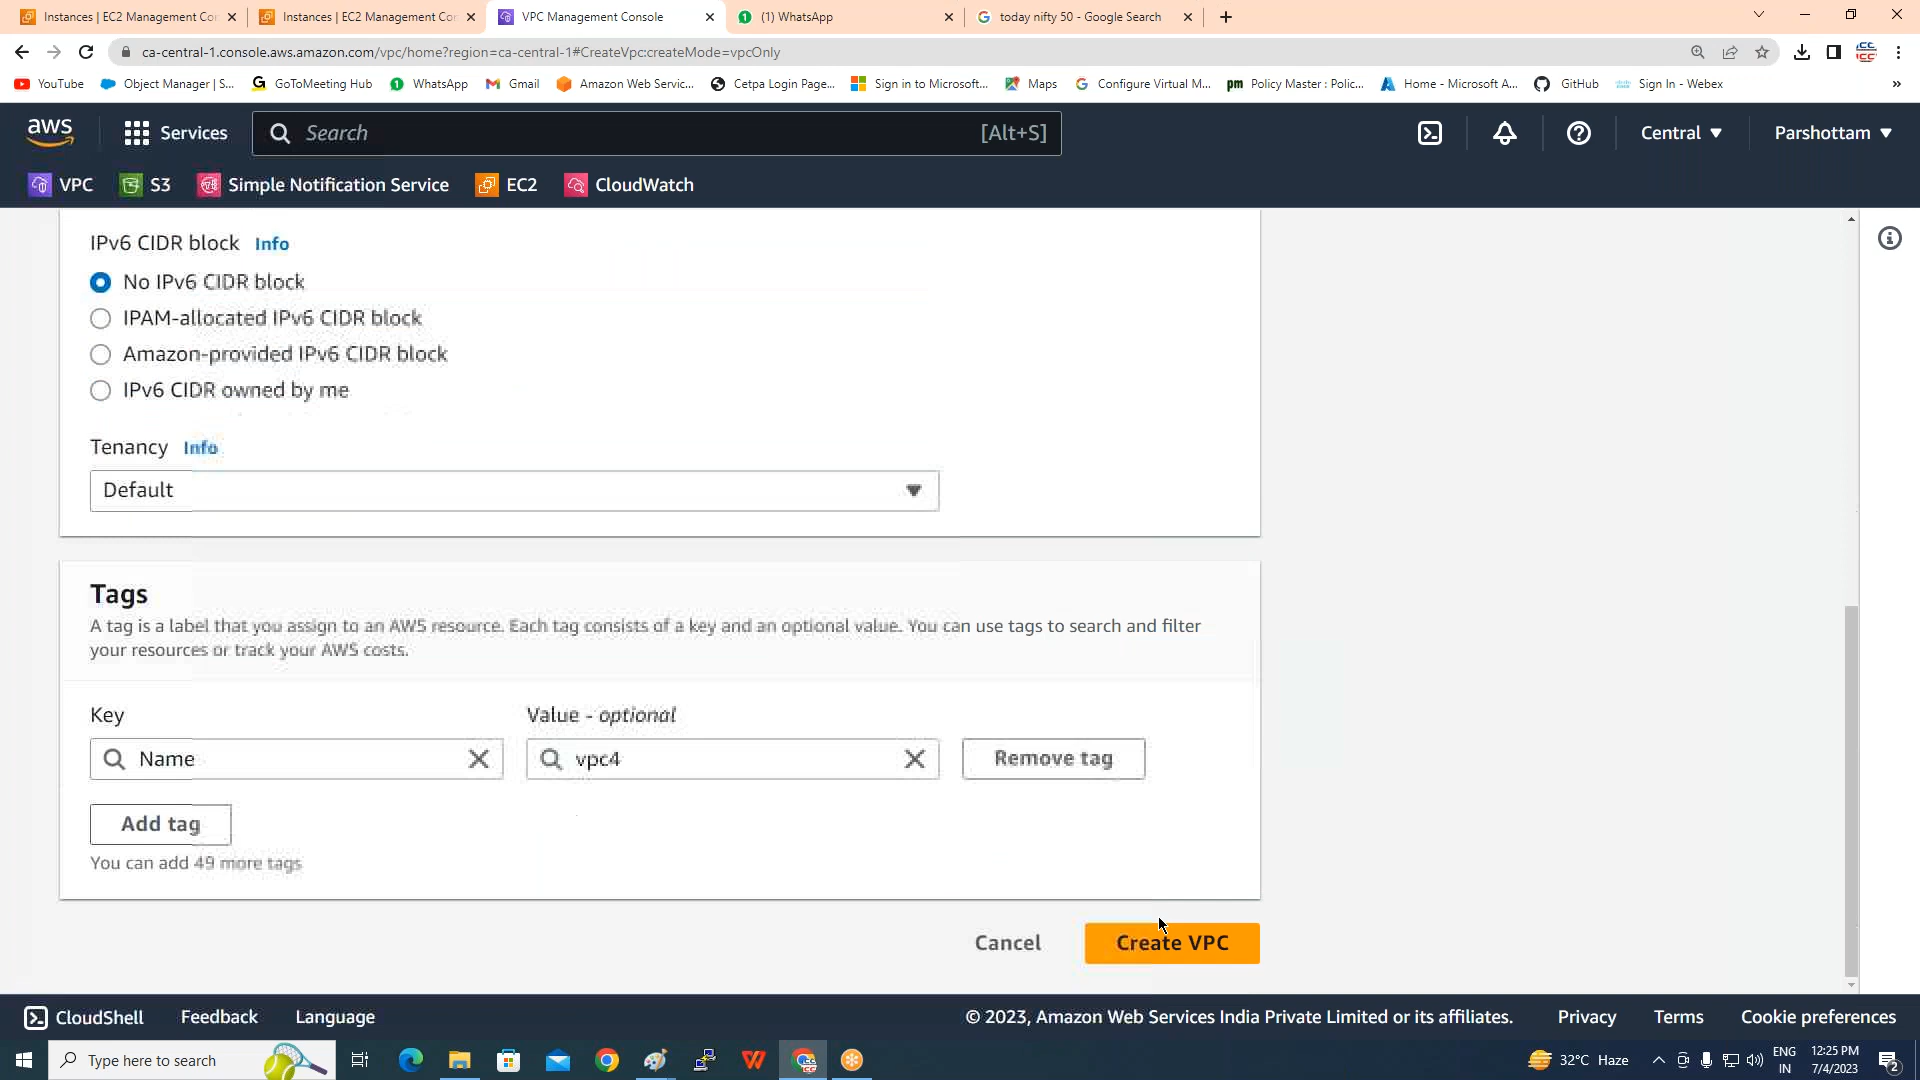 Instances | EC2 Management Con
Instances | EC2 Management Con
VPC Management Console
(1) WhatsApp
today nifty 50 - Google Search
ca-central-1.console.aws.amazon.com/vpc/home?region=ca-central-1#CreateVpc:createMode=vpcOnly
YouTube
Object Manager | S...
GoToMeeting Hub
WhatsApp
Gmail
Amazon Web Servic...
Cetpa Login Page...
Sign in to Microsoft...
Maps
Configure Virtual M...
pm Policy Master : Polic...
Home - Microsoft A...
GitHub
Sign In - Webex
»
aws
Services
Search [Alt+S]
Central
Parshottam
VPC
S3
Simple Notification Service
EC2
CloudWatch
IPv6 CIDR block Info
No IPv6 CIDR block
IPAM-allocated IPv6 CIDR block
Amazon-provided IPv6 CIDR block
IPv6 CIDR owned by me
Tenancy Info
Default
Tags
A tag is a label that you assign to an AWS resource. Each tag consists of a key and an optional value. You can use tags to search and filter
your resources or track your AWS costs.
Key
Value - optional
Name
vpc4
Remove tag
Add tag
You can add 49 more tags
Cancel
Create VPC
CloudShell
Feedback
Language
© 2023, Amazon Web Services India Private Limited or its affiliates.
Privacy
Terms
Cookie preferences
Type here to search
32°C Haze
ENG
IN
12:25 PM
7/4/2023
2